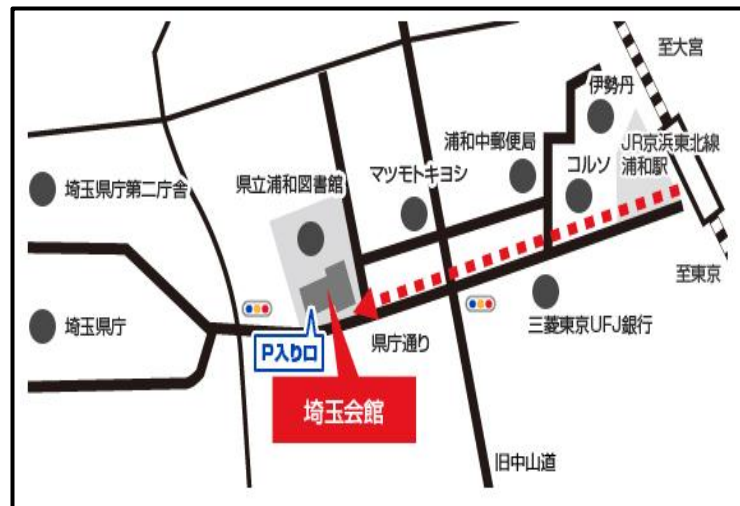 至大宮
伊勢丹
JR京浜東北線
浦和駅
浦和中郵便局
コルソ
マツモトキヨシ
県立浦和図書館
埼玉県庁第二庁舎
至東京
埼玉県庁
三菱東京UFJ銀行
県庁通り
P入り口
埼玉会館
旧中山道